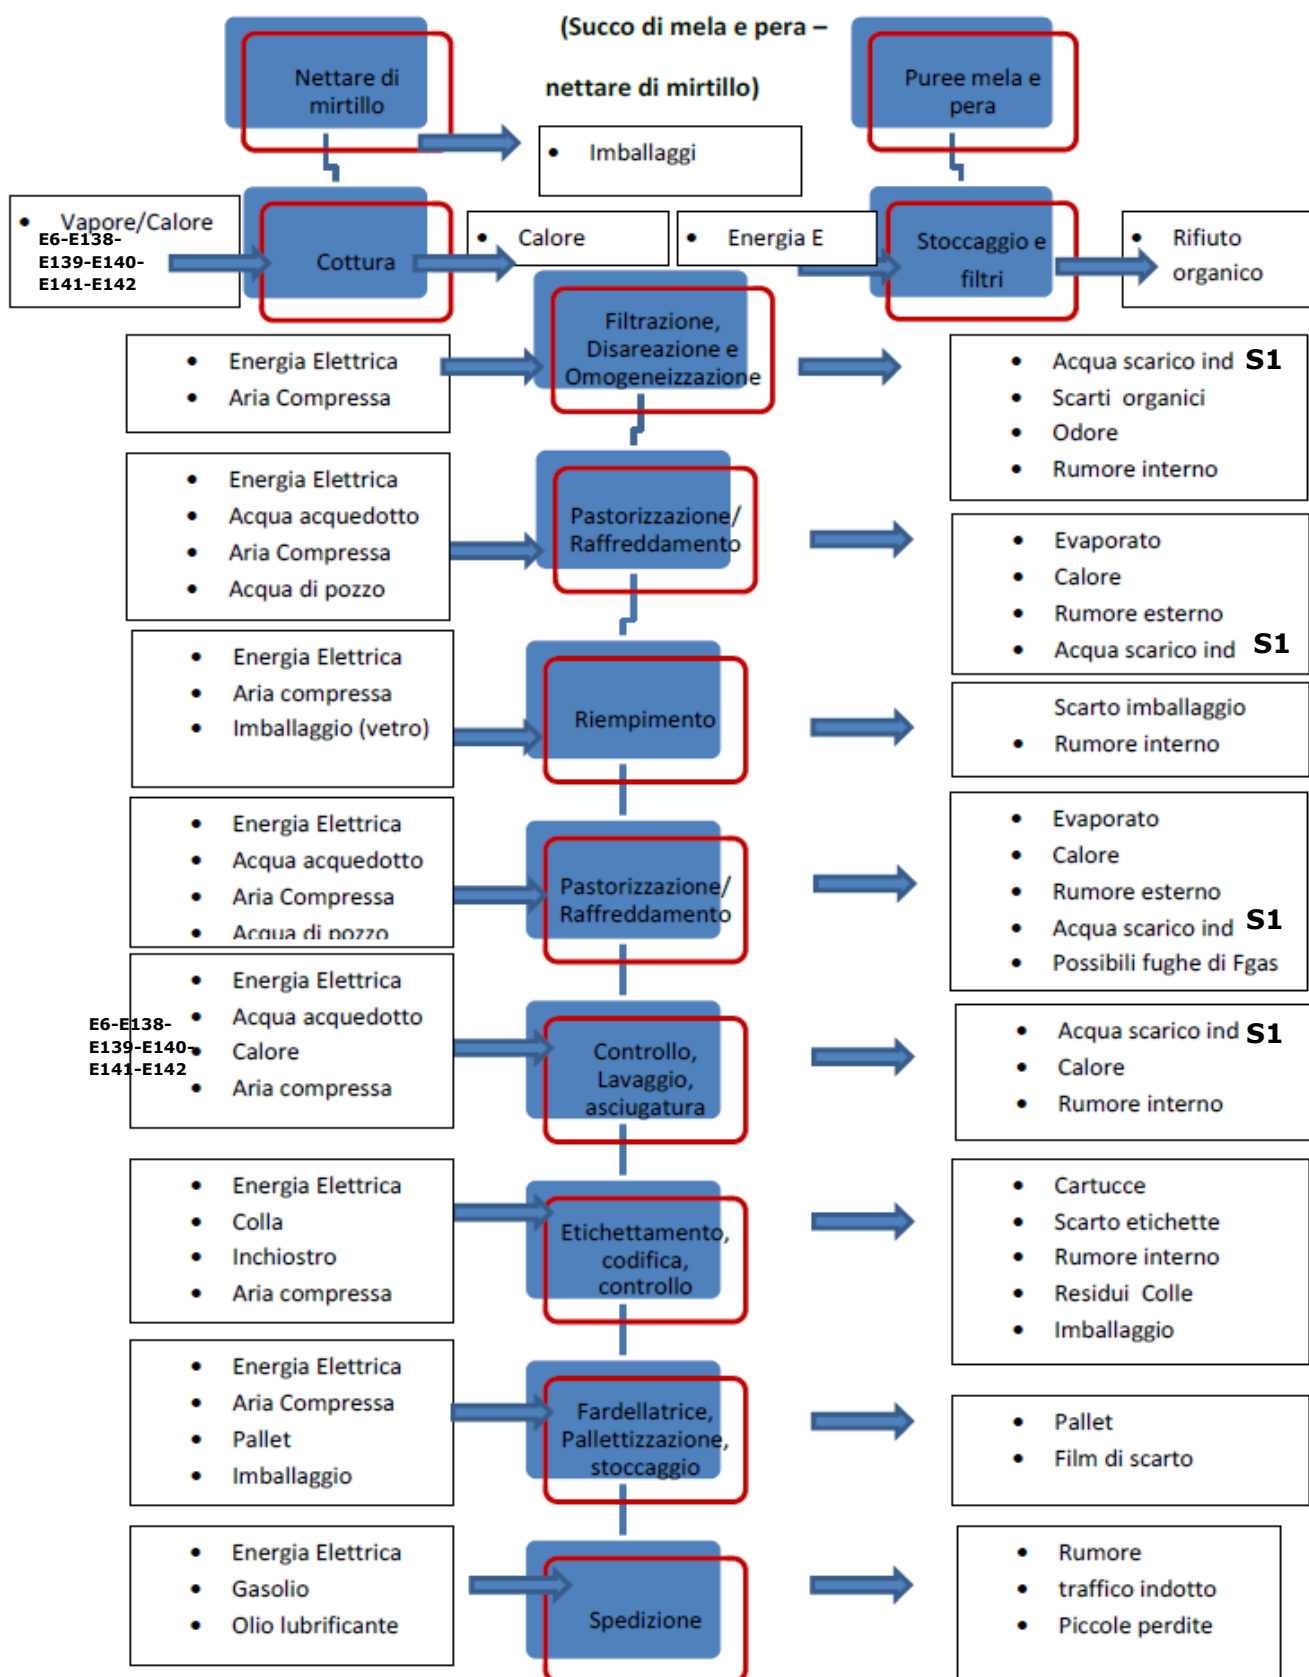 (Succo di mela e pera –
nettare di mirtillo)
Nettare di
mirtillo
Puree mela e
pera
• Imballaggi
• Vapore/Calore
E6-E138-
E139-E140-
E141-E142
Cottura
• Calore
• Energia E
Stoccaggio e
filtri
• Rifiuto
organico
• Energia Elettrica
• Aria Compressa
Filtrazione,
Disareazione e
Omogeneizzazione
• Acqua scarico ind S1
• Scarti organici
• Odore
• Rumore interno
• Energia Elettrica
• Acqua acquedotto
• Aria Compressa
• Acqua di pozzo
Pastorizzazione/
Raffreddamento
• Evaporato
• Calore
• Rumore esterno
• Acqua scarico ind S1
• Energia Elettrica
• Aria compressa
• Imballaggio (vetro)
Riempimento
Scarto imballaggio
• Rumore interno
• Energia Elettrica
• Acqua acquedotto
• Aria Compressa
• Acqua di pozzo
Pastorizzazione/
Raffreddamento
• Evaporato
• Calore
• Rumore esterno
• Acqua scarico ind S1
• Possibili fughe di Fgas
• Energia Elettrica
• Acqua acquedotto
• Calore
• Aria compressa
E6-E138-
E139-E140-
E141-E142
Controllo,
Lavaggio,
asciugatura
• Acqua scarico ind S1
• Calore
• Rumore interno
• Energia Elettrica
• Colla
• Inchiostro
• Aria compressa
Etichettamento,
codifica,
controllo
• Cartucce
• Scarto etichette
• Rumore interno
• Residui Colle
• Imballaggio
• Energia Elettrica
• Aria Compressa
• Pallet
• Imballaggio
Fardellatrice,
Pallettizzazione,
stoccaggio
• Pallet
• Film di scarto
• Energia Elettrica
• Gasolio
• Olio lubrificante
Spedizione
• Rumore
• traffico indotto
• Piccole perdite